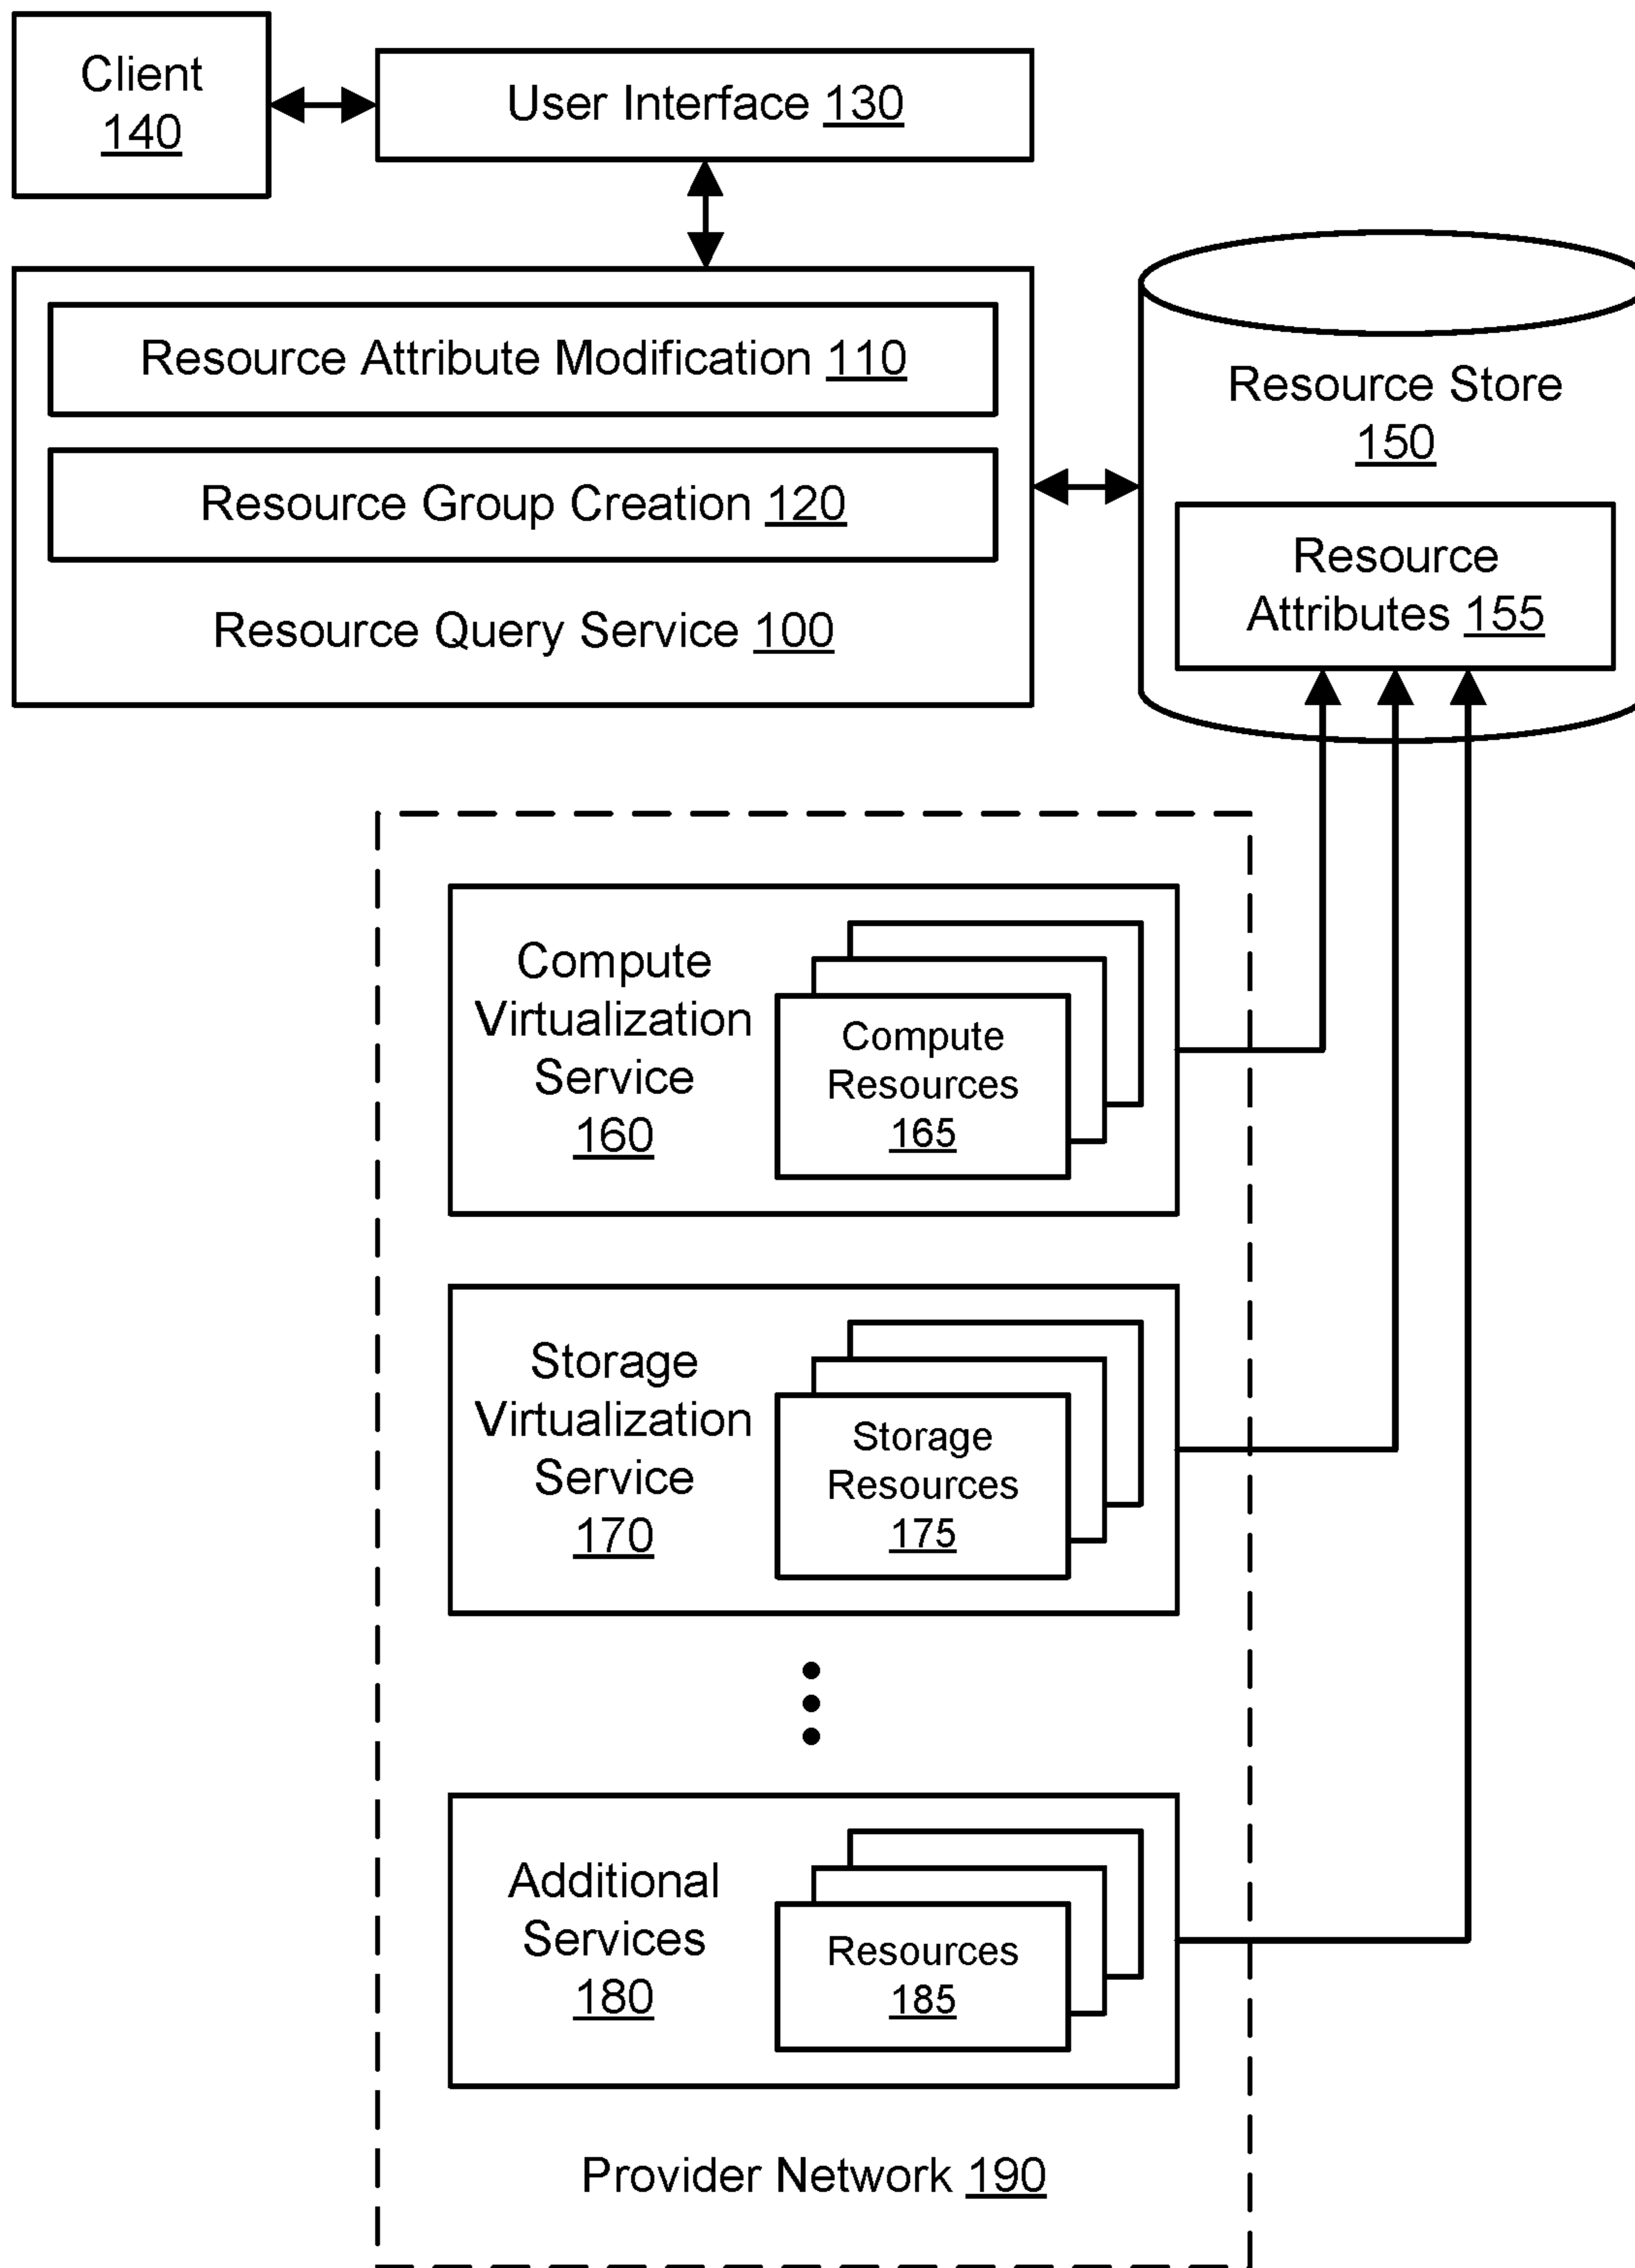 Client
140
User Interface 130
Resource Attribute Modification 110
Resource Group Creation 120
Resource Query Service 100
Resource Store
150
Resource
Attributes 155
Compute
Virtualization
Service
160
Compute
Resources
165
Storage
Virtualization
Service
170
Storage
Resources
175
Additional
Services
180
Resources
185
Provider Network 190